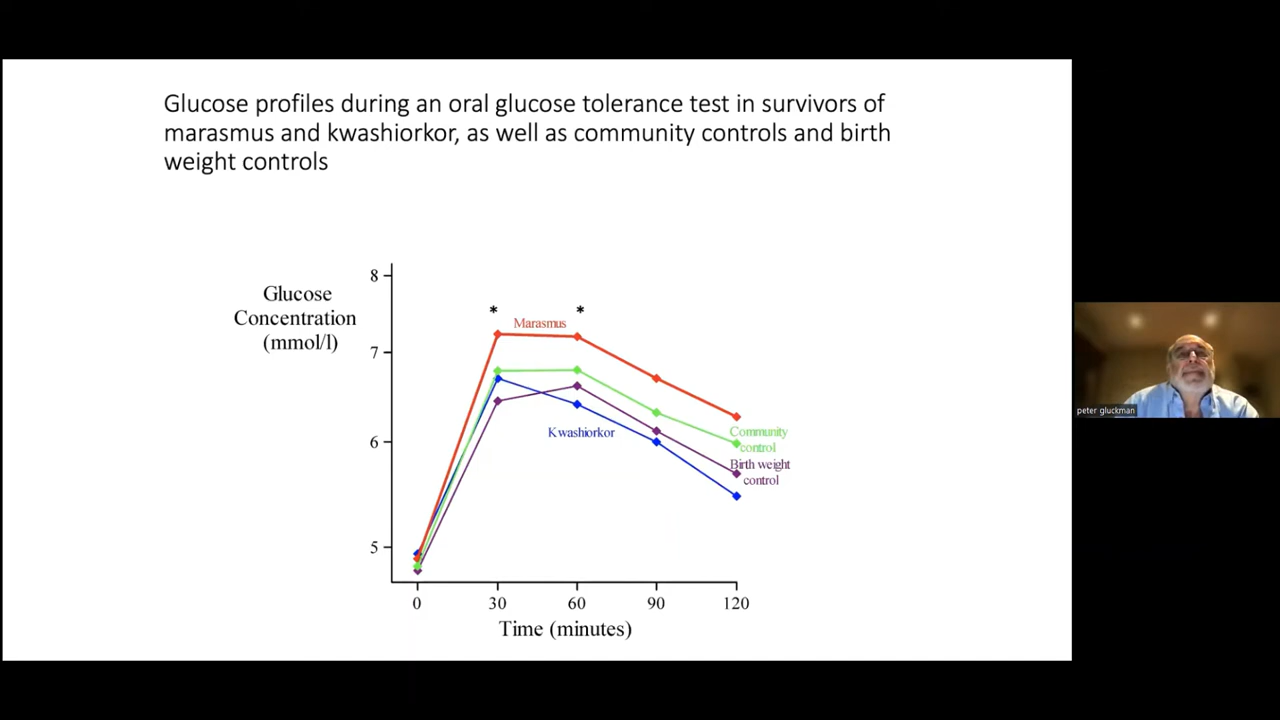 Glucose profiles during an oral glucose tolerance test in survivors of
marasmus and kwashiorkor, as well as community controls and birth
weight controls
Glucose
Concentration
(mmol/l)
8
7
6
5
*
*
Marasmus
Kwashiorkor
Community
control
Birth weight
control
0 30 60 90 120
Time (minutes)
peter gluckman